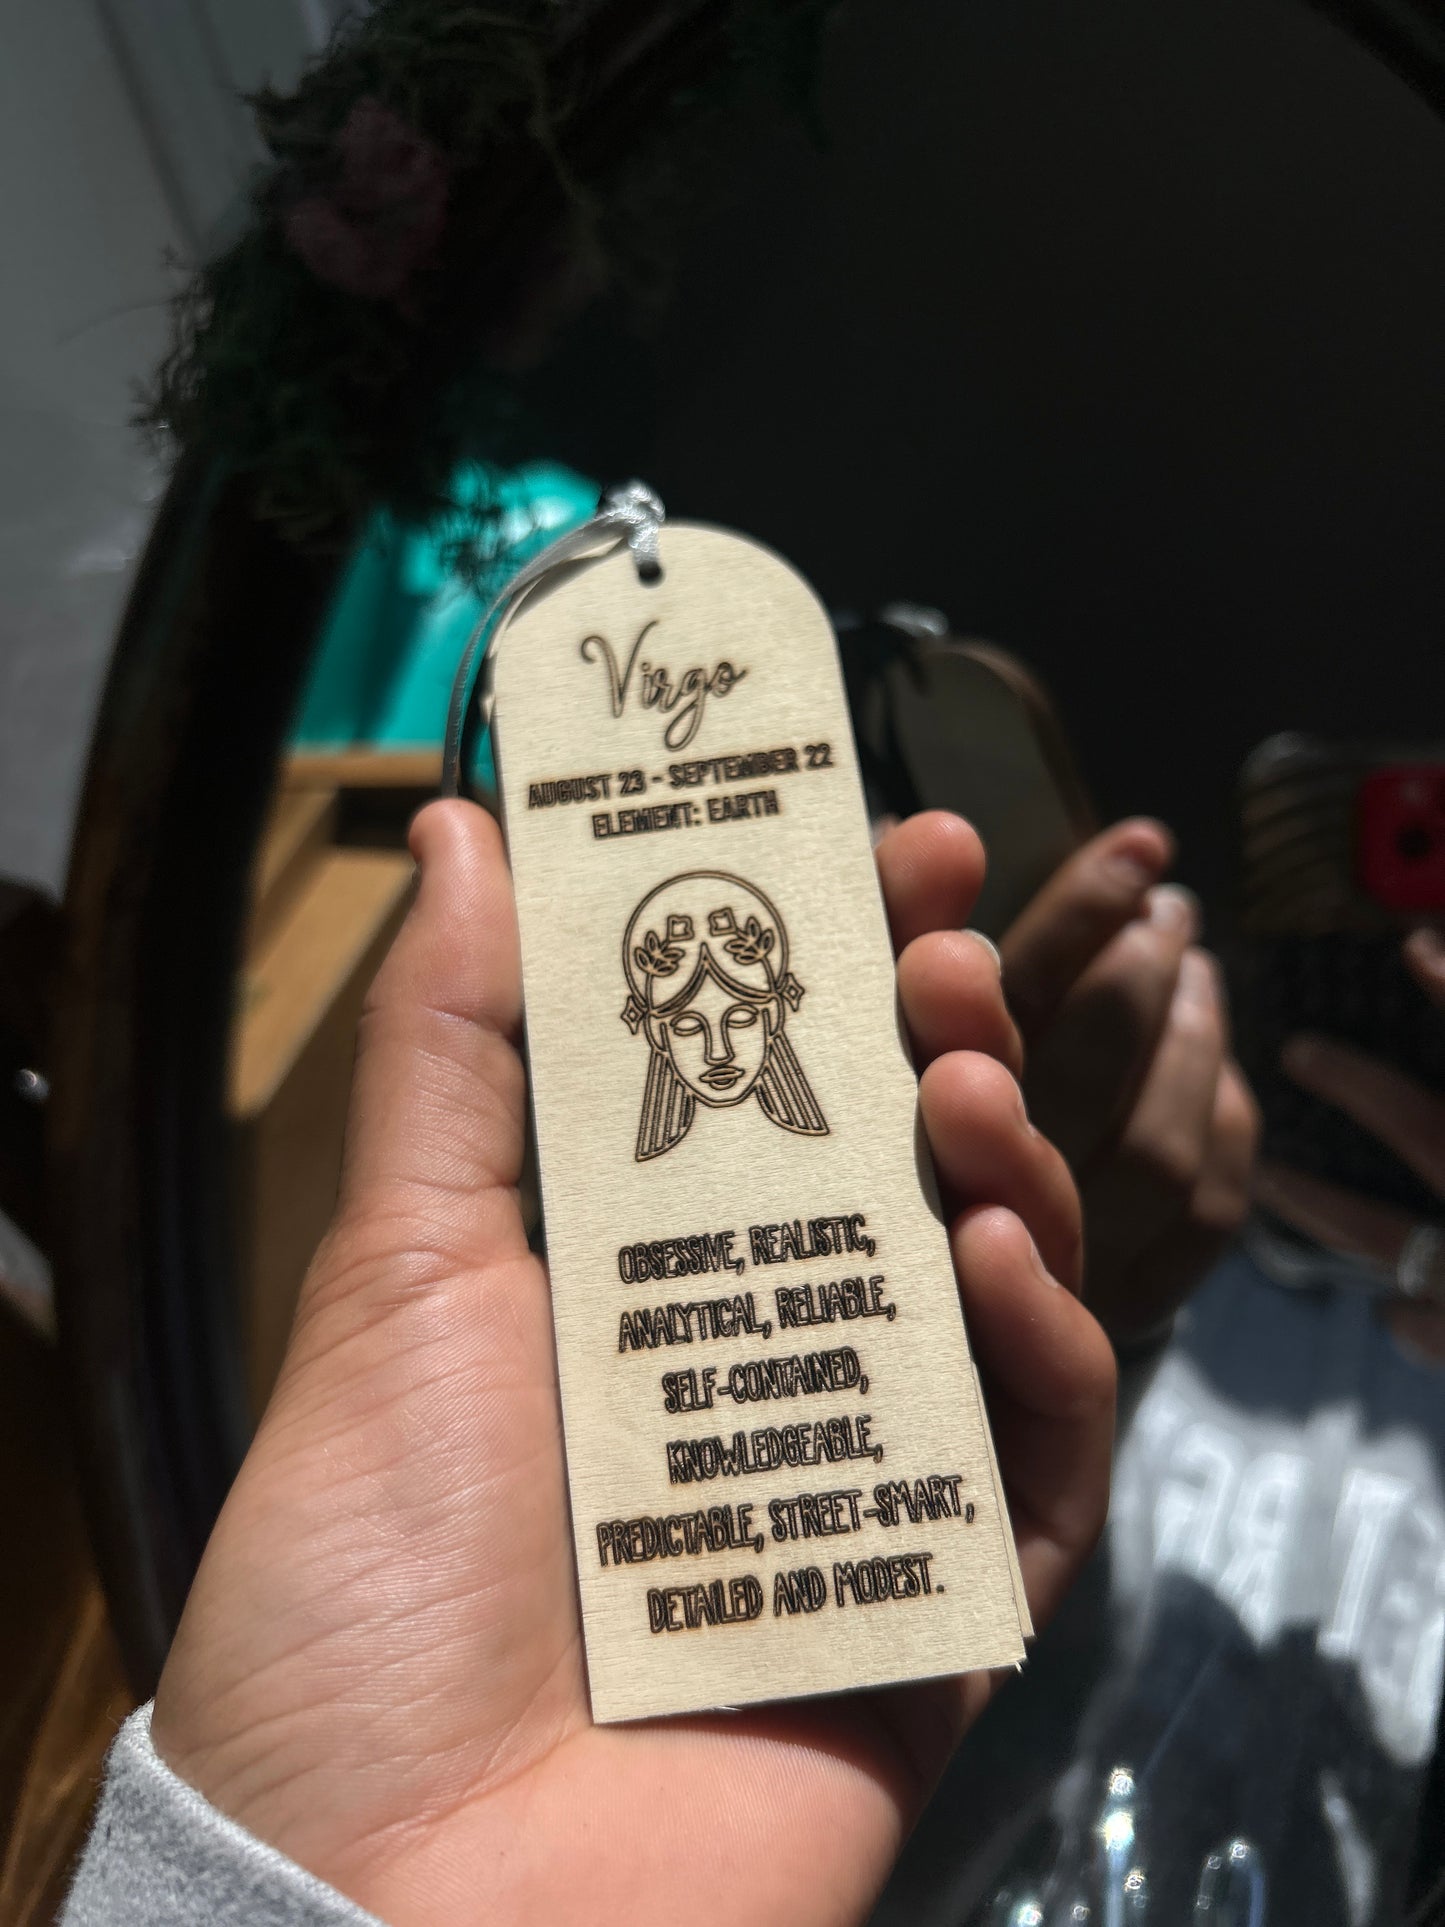 Virgo
AUGUST 23 - SEPTEMBER 22
ELEMENT: EARTH
OBSESSIVE, REALISTIC,
ANALYTICAL, RELIABLE,
SELF-CONTAINED,
KNOWLEDGEABLE,
PREDICTABLE, STREET-SMART,
DETAILED AND MODEST.